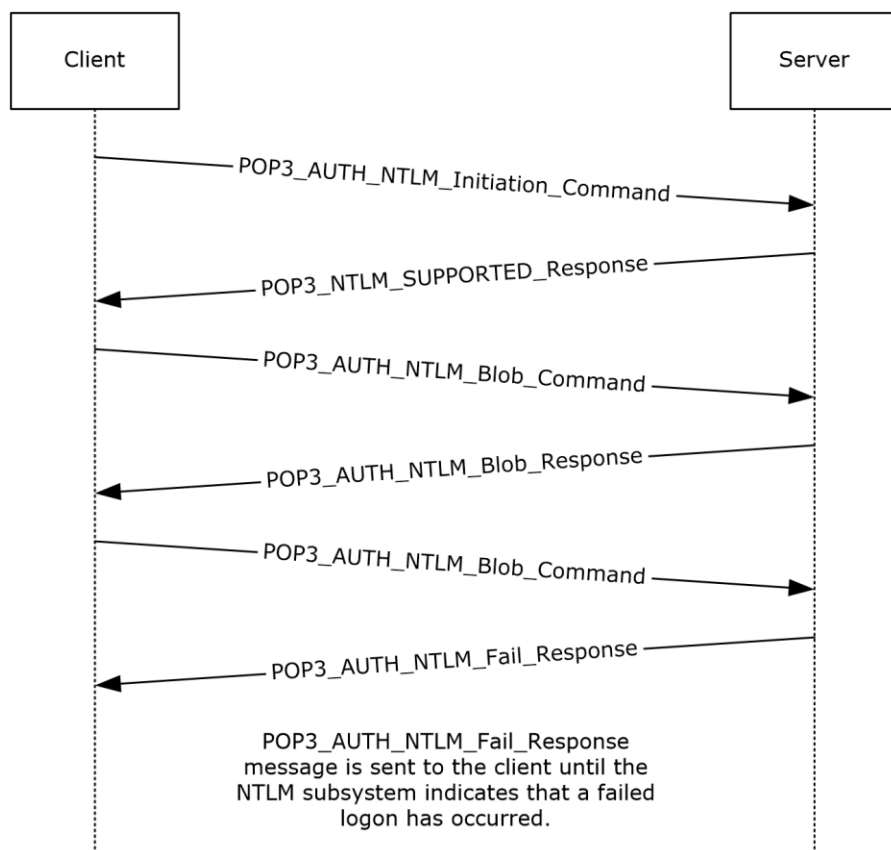 Client
Server
POP3_AUTH_NTLM_Initiation_Command
POP3_NTLM_SUPPORTED_Response
POP3_AUTH_NTLM_Blob_Command
POP3_AUTH_NTLM_Blob_Response
POP3_AUTH_NTLM_Blob_Command
POP3_AUTH_NTLM_Fail_Response
POP3_AUTH_NTLM_Fail_Response
message is sent to the client until the
NTLM subsystem indicates that a failed
logon has occurred.